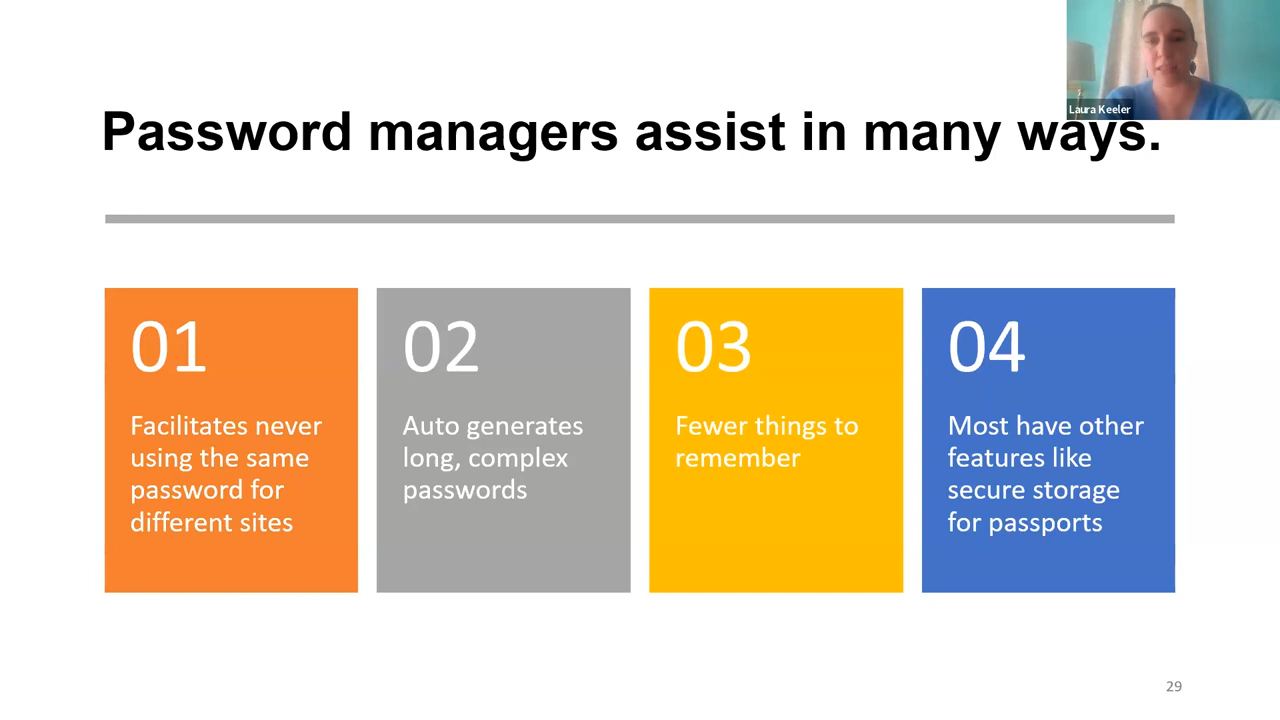 Laura Keeler
Password managers assist in many ways.
01
Facilitates never
using the same
password for
different sites
02
Auto generates
long, complex
passwords
03
Fewer things to
remember
04
Most have other
features like
secure storage
for passports
29